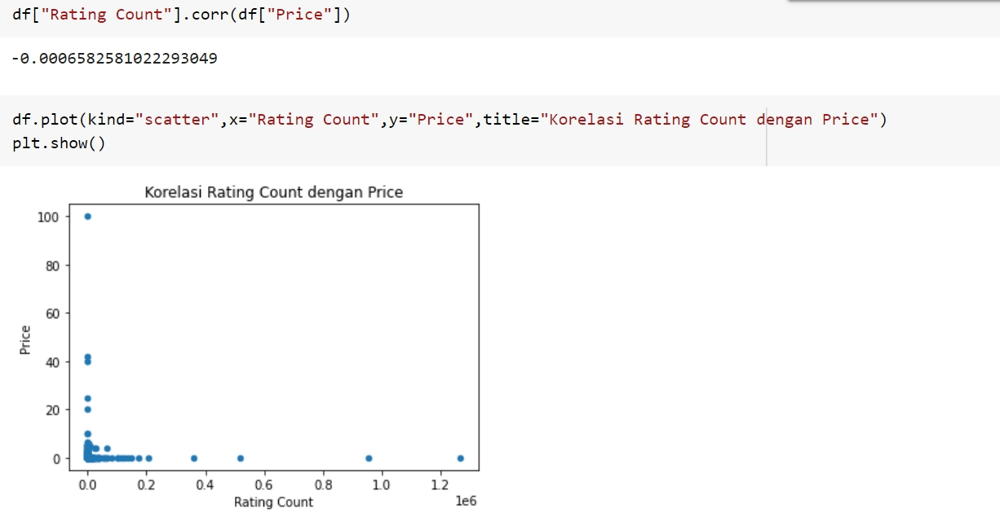 df["Rating Count"].corr(df["Price"])
-0.0006582581022293049
df.plot(kind="scatter",x="Rating Count",y="Price",title="Korelasi Rating Count dengan Price")
plt.show()
Korelasi Rating Count dengan Price
100
80
60
40
20
0
Price
0.0 0.2 0.4 0.6 0.8 1.0 1.2
1e6
Rating Count